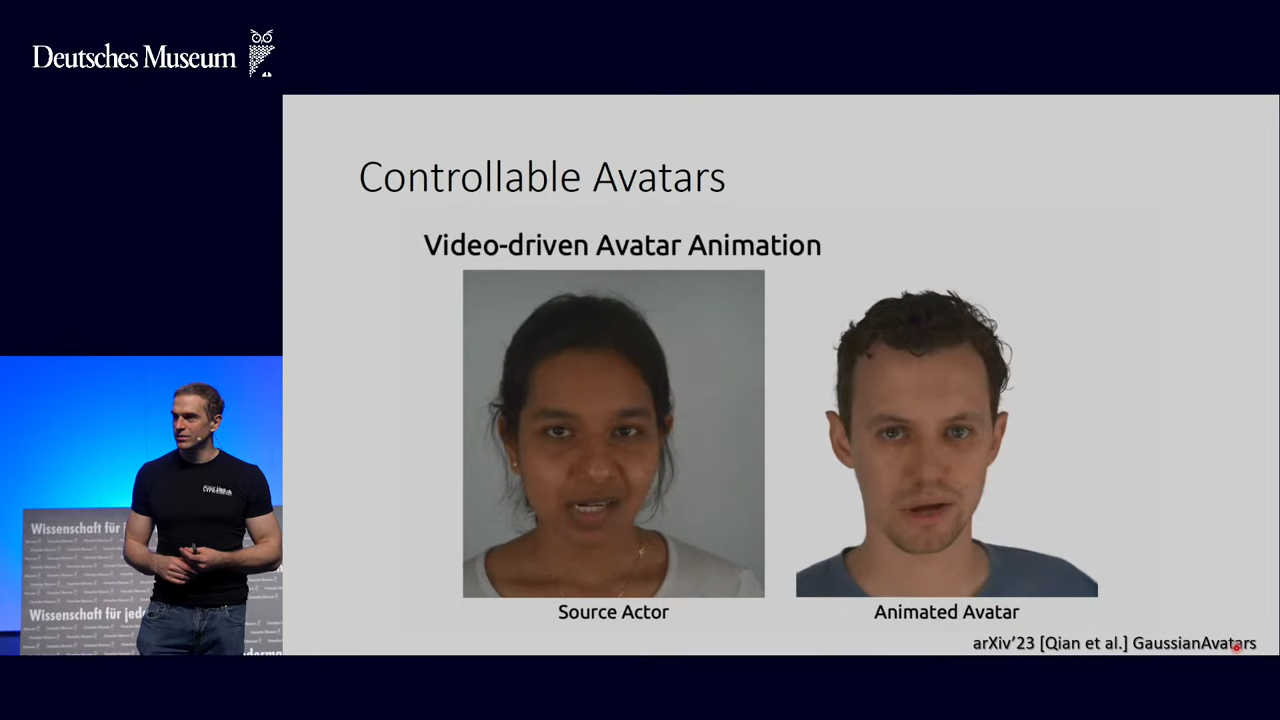 Deutsches Museum
Controllable Avatars
Video-driven Avatar Animation
Source Actor
Animated Avatar
arXiv'23 [Qian et al.] GaussianAvatars
Wissenschaft für j
Wissenschaft für jeder